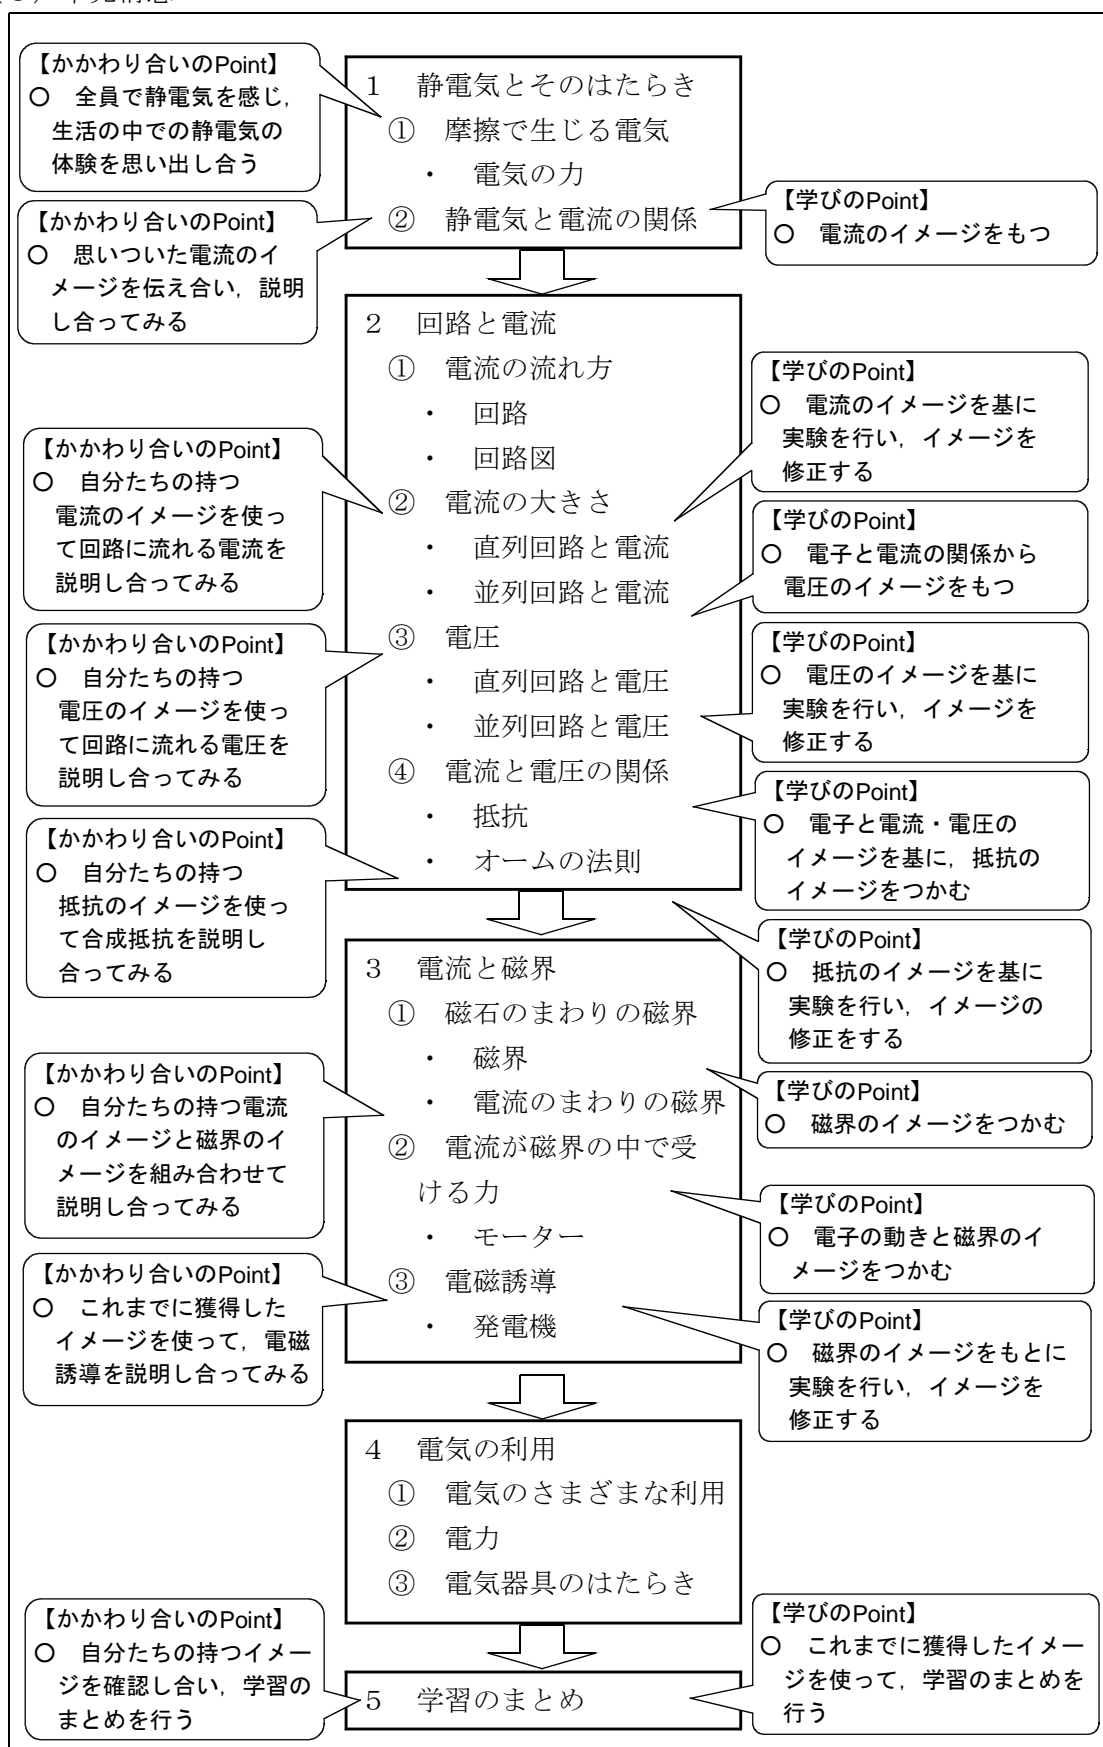 【かかわり合いのPoint】
○　全員で静電気を感じ，
生活の中での静電気の
体験を思い出し合う
１　静電気とそのはたらき
①　摩擦で生じる電気
・　電気の力
②　静電気と電流の関係
【学びのPoint】
○　電流のイメージをもつ
【かかわり合いのPoint】
○　思いついた電流のイ
メージを伝え合い，説明
し合ってみる
２　回路と電流
①　電流の流れ方
・　回路
・　回路図
②　電流の大きさ
・　直列回路と電流
・　並列回路と電流
③　電圧
・　直列回路と電圧
・　並列回路と電圧
④　電流と電圧の関係
・　抵抗
・　オームの法則
【学びのPoint】
○　電流のイメージを基に
実験を行い，イメージを
修正する
【かかわり合いのPoint】
○　自分たちの持つ
電流のイメージを使っ
て回路に流れる電流を
説明し合ってみる
【学びのPoint】
○　電子と電流の関係から
電圧のイメージをもつ
【かかわり合いのPoint】
○　自分たちの持つ
電圧のイメージを使っ
て回路に流れる電圧を
説明し合ってみる
【学びのPoint】
○　電圧のイメージを基に
実験を行い，イメージを
修正する
【学びのPoint】
○　電子と電流・電圧の
イメージを基に，抵抗の
イメージをつかむ
【かかわり合いのPoint】
○　自分たちの持つ
抵抗のイメージを使っ
て合成抵抗を説明し
合ってみる
【学びのPoint】
○　抵抗のイメージを基に
実験を行い，イメージの
修正をする
３　電流と磁界
①　磁石のまわりの磁界
・　磁界
・　電流のまわりの磁界
②　電流が磁界の中で受
ける力
・　モーター
③　電磁誘導
・　発電機
【かかわり合いのPoint】
○　自分たちの持つ電流
のイメージと磁界のイ
メージを組み合わせて
説明し合ってみる
【学びのPoint】
○　磁界のイメージをつかむ
【学びのPoint】
○　電子の動きと磁界のイ
メージをつかむ
【かかわり合いのPoint】
○　これまでに獲得した
イメージを使って，電磁
誘導を説明し合ってみる
【学びのPoint】
○　磁界のイメージをもとに
実験を行い，イメージを
修正する
４　電気の利用
①　電気のさまざまな利用
②　電力
③　電気器具のはたらき
【かかわり合いのPoint】
○　自分たちの持つイメー
ジを確認し合い，学習の
まとめを行う
５　学習のまとめ
【学びのPoint】
○　これまでに獲得したイメー
ジを使って，学習のまとめを
行う